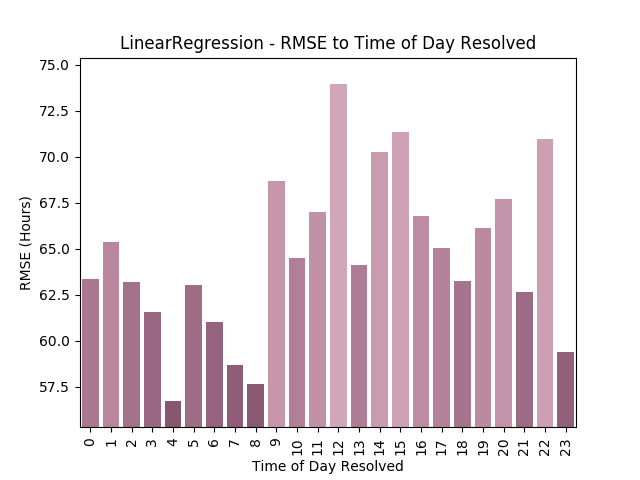 LinearRegression - RMSE to Time of Day Resolved
75.0
72.5
70.0
67.5
65.0
62.5
60.0
57.5
RMSE (Hours)
0 1 2 3 4 5 6 7 8 9 10 11 12 13 14 15 16 17 18 19 20 21 22 23
Time of Day Resolved